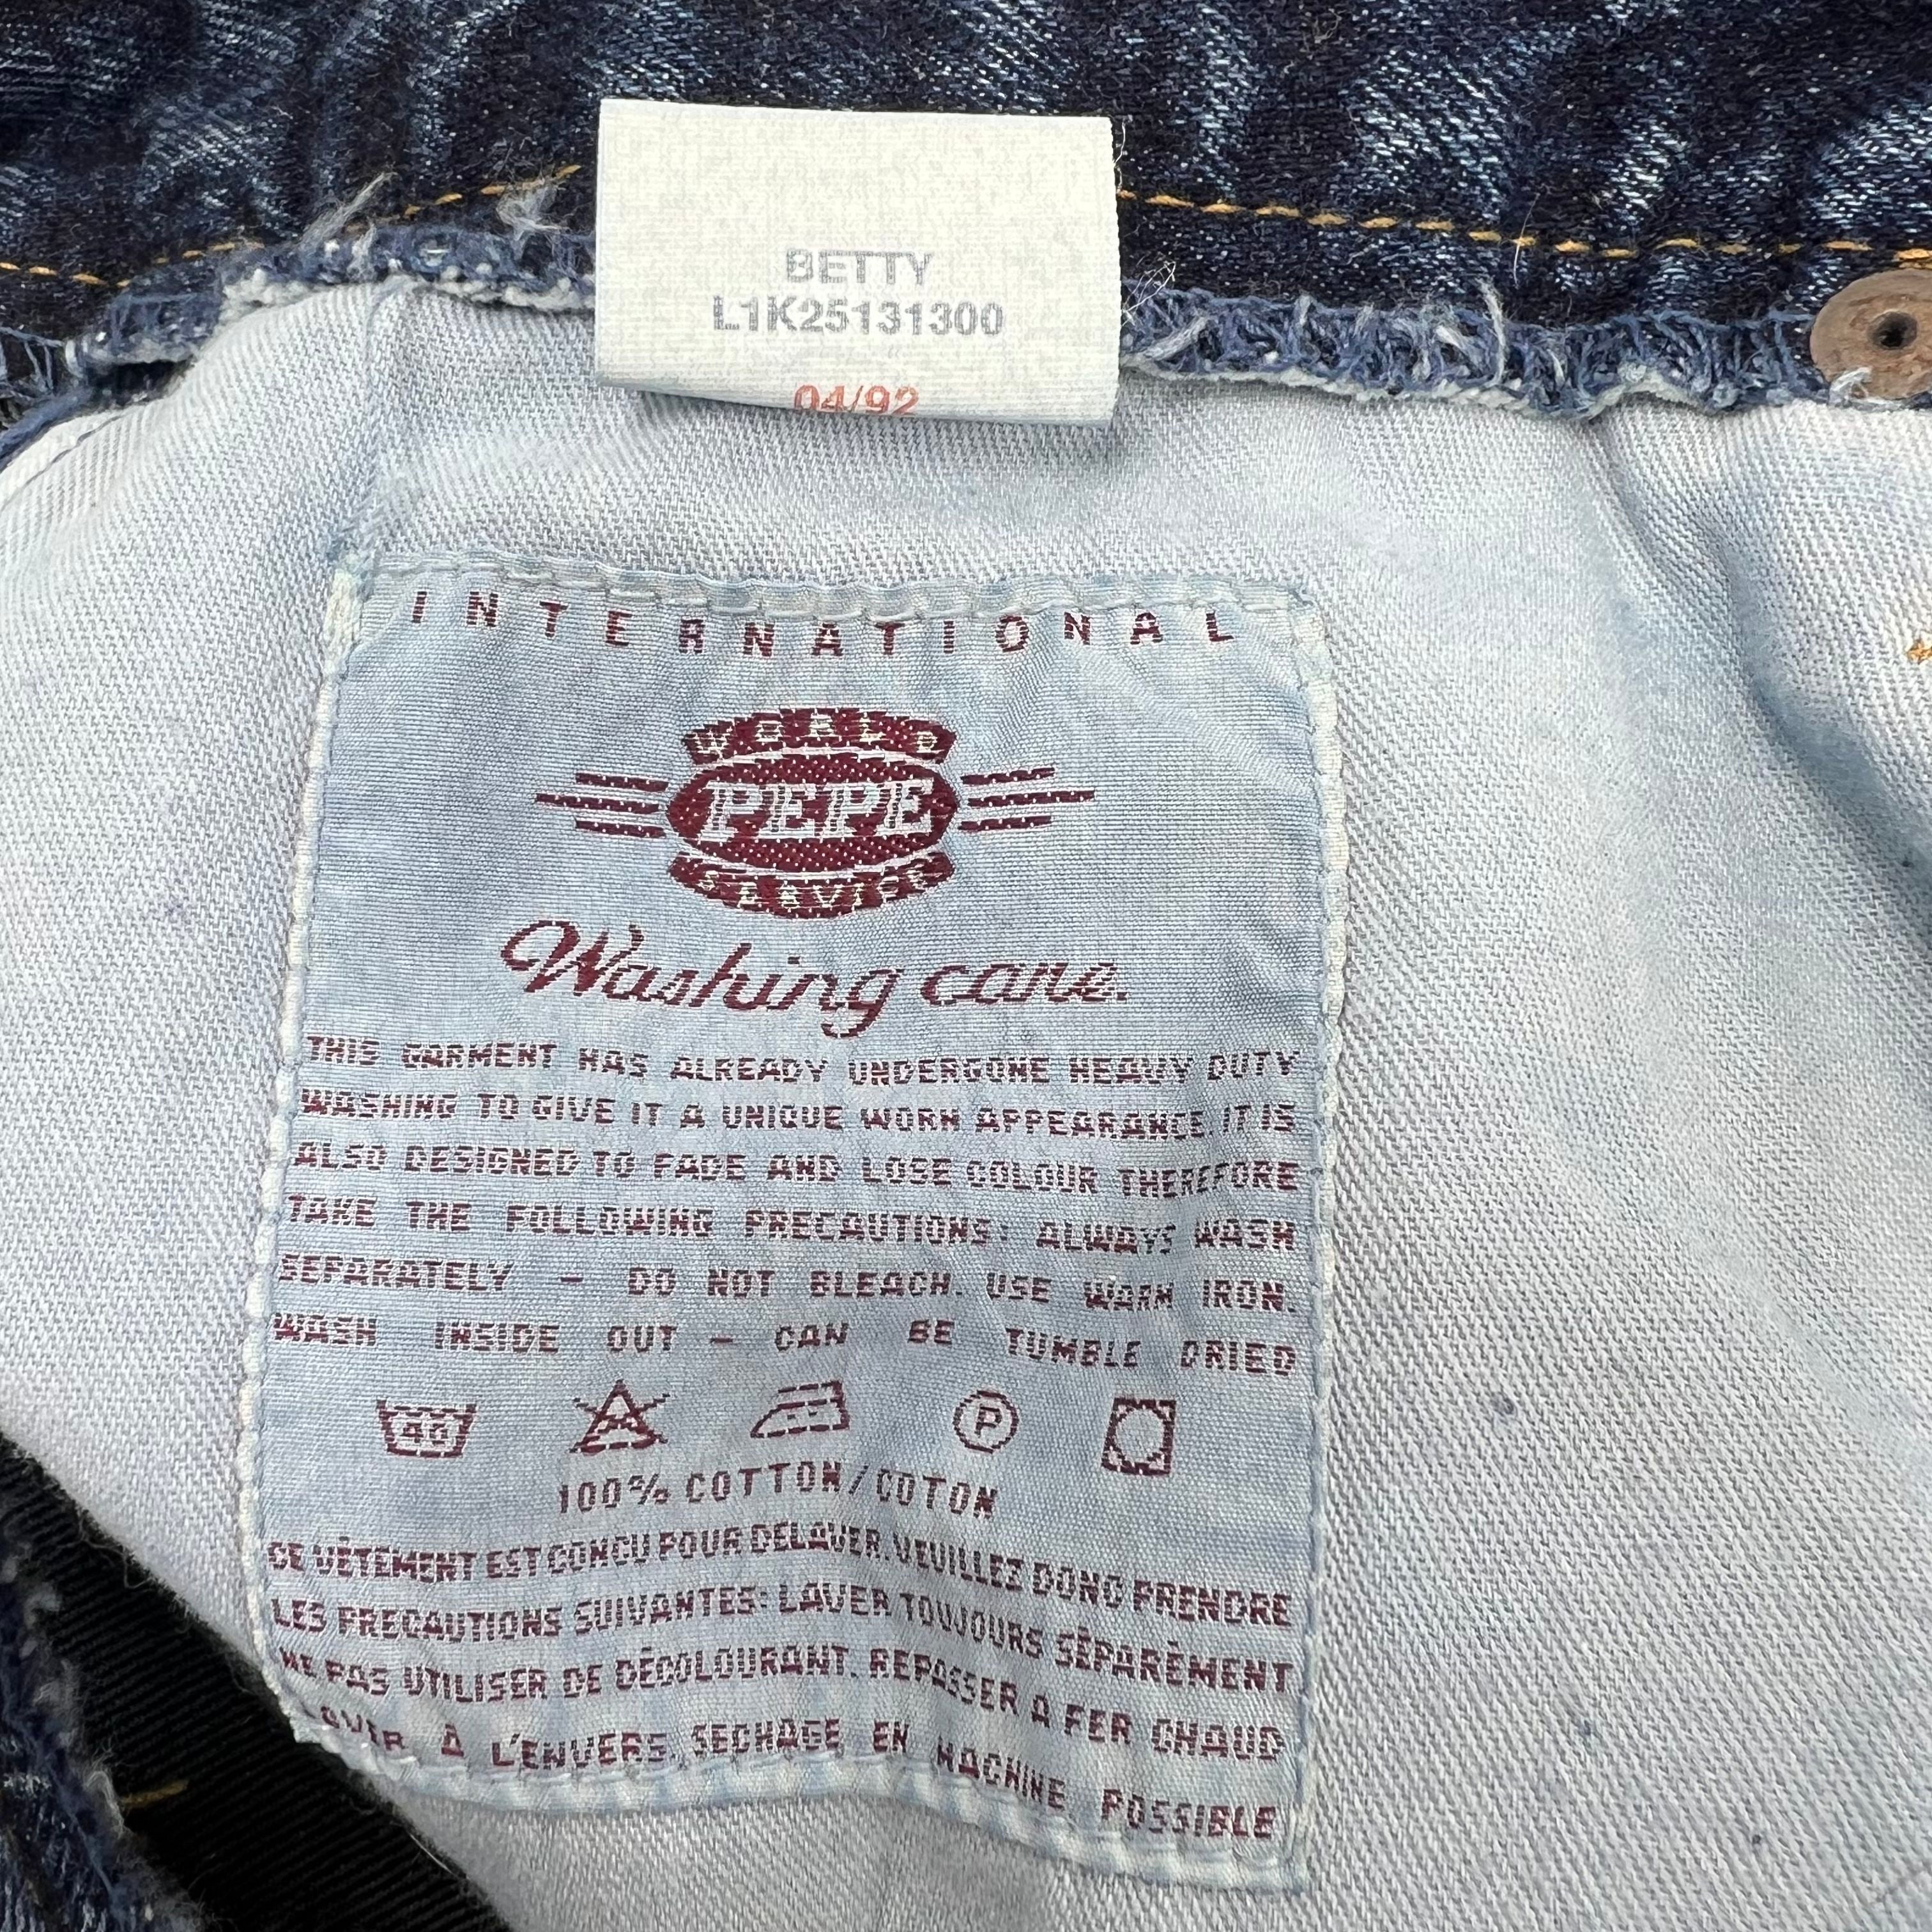 BETTY
L1K25131300
04/92
INTERNATIONAL
WORLD
PEPE
SERVICE
Washing care.
THIS GARMENT HAS ALREADY UNDERGONE HEAVY DUTY
WASHING TO GIVE IT A UNIQUE WORN APPEARANCE. IT IS
ALSO DESIGNED TO FADE AND LOSE COLOUR THEREFORE
TAKE THE FOLLOWING PRECAUTIONS: ALWAYS WASH
SEPARATELY – DO NOT BLEACH. USE WARM IRON.
WASH INSIDE OUT – CAN BE TUMBLE DRIED
40 P
100% COTTON/COTON
CE VÊTEMENT EST CONCU POUR DELAVER. VEUILLEZ DONC PRENDRE
LES PRECAUTIONS SUIVANTES: LAVER TOUJOURS SÉPARÉMENT
NE PAS UTILISER DE DÉCOLOURANT. REPASSER A FER CHAUD
LAVIR À L'ENVERS. SECHAGE EN MACHINE POSSIBLE